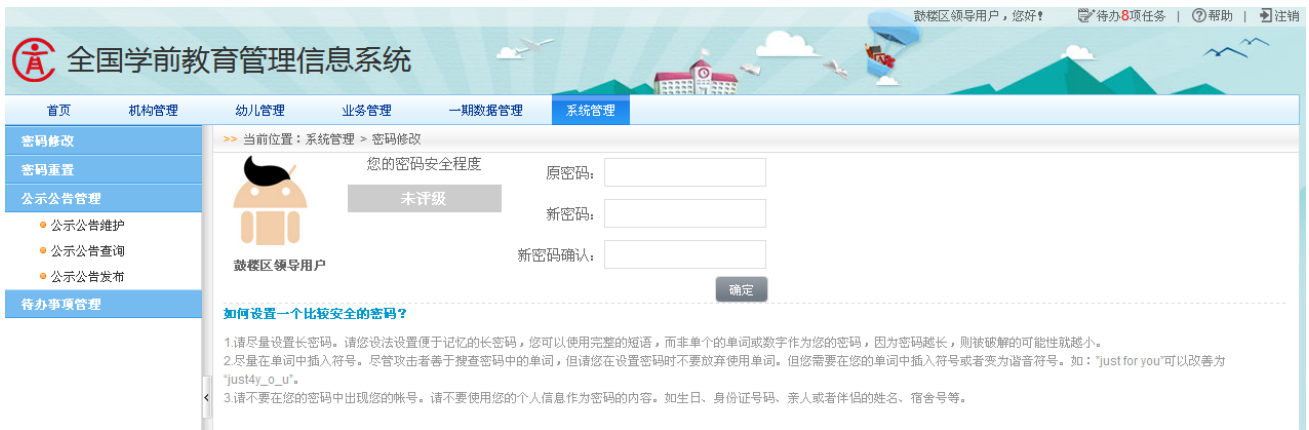 鼓楼区领导用户，您好！ 待办8项任务 | 帮助 | 注销
全国学前教育管理信息系统
首页 机构管理 幼儿管理 业务管理 一期数据管理 系统管理
密码修改
密码重置
公示公告管理
公示公告维护
公示公告查询
公示公告发布
待办事项管理
>> 当前位置：系统管理 > 密码修改
您的密码安全程度
未评级
鼓楼区领导用户
原密码：
新密码：
新密码确认：
确定
如何设置一个比较安全的密码？
1.请尽量设置长密码。请您设法设置便于记忆的长密码，您可以使用完整的短语，而非单个的单词或数字作为您的密码，因为密码越长，则被破解的可能性就越小。
2.尽量在单词中插入符号。尽管攻击者善于搜查密码中的单词，但请您在设置密码时不要放弃使用单词。但您需要在您的单词中插入符号或者变为谐音符号。如："just for you"可以改善为
"just4y_o_u"。
3.请不要在您的密码中出现您的帐号。请不要使用您的个人信息作为密码的内容。如生日、身份证号码、亲人或者伴侣的姓名、宿舍号等。